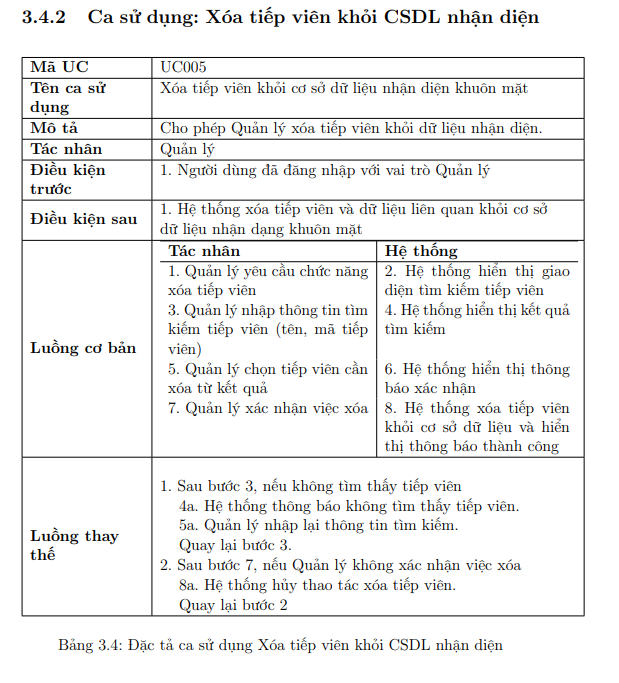 3.4.2 Ca sử dụng: Xóa tiếp viên khỏi CSDL nhận diện
Mã UC
UC005
Tên ca sử
dụng
Xóa tiếp viên khỏi cơ sở dữ liệu nhận diện khuôn mặt
Mô tả
Cho phép Quản lý xóa tiếp viên khỏi dữ liệu nhận diện.
Tác nhân
Quản lý
Điều kiện
trước
1. Người dùng đã đăng nhập với vai trò Quản lý
Điều kiện sau
1. Hệ thống xóa tiếp viên và dữ liệu liên quan khỏi cơ sở
dữ liệu nhận dạng khuôn mặt
Luồng cơ bản
Tác nhân
Hệ thống
1. Quản lý yêu cầu chức năng
xóa tiếp viên
2. Hệ thống hiển thị giao
diện tìm kiếm tiếp viên
3. Quản lý nhập thông tin tìm
kiếm tiếp viên (tên, mã tiếp
viên)
4. Hệ thống hiển thị kết quả
tìm kiếm
5. Quản lý chọn tiếp viên cần
xóa từ kết quả
6. Hệ thống hiển thị thông
báo xác nhận
7. Quản lý xác nhận việc xóa
8. Hệ thống xóa tiếp viên
khỏi cơ sở dữ liệu và hiển
thị thông báo thành công
Luồng thay
thế
1. Sau bước 3, nếu không tìm thấy tiếp viên
4a. Hệ thống thông báo không tìm thấy tiếp viên.
5a. Quản lý nhập lại thông tin tìm kiếm.
Quay lại bước 3.
2. Sau bước 7, nếu Quản lý không xác nhận việc xóa
8a. Hệ thống hủy thao tác xóa tiếp viên.
Quay lại bước 2
Bảng 3.4: Đặc tả ca sử dụng Xóa tiếp viên khỏi CSDL nhận diện